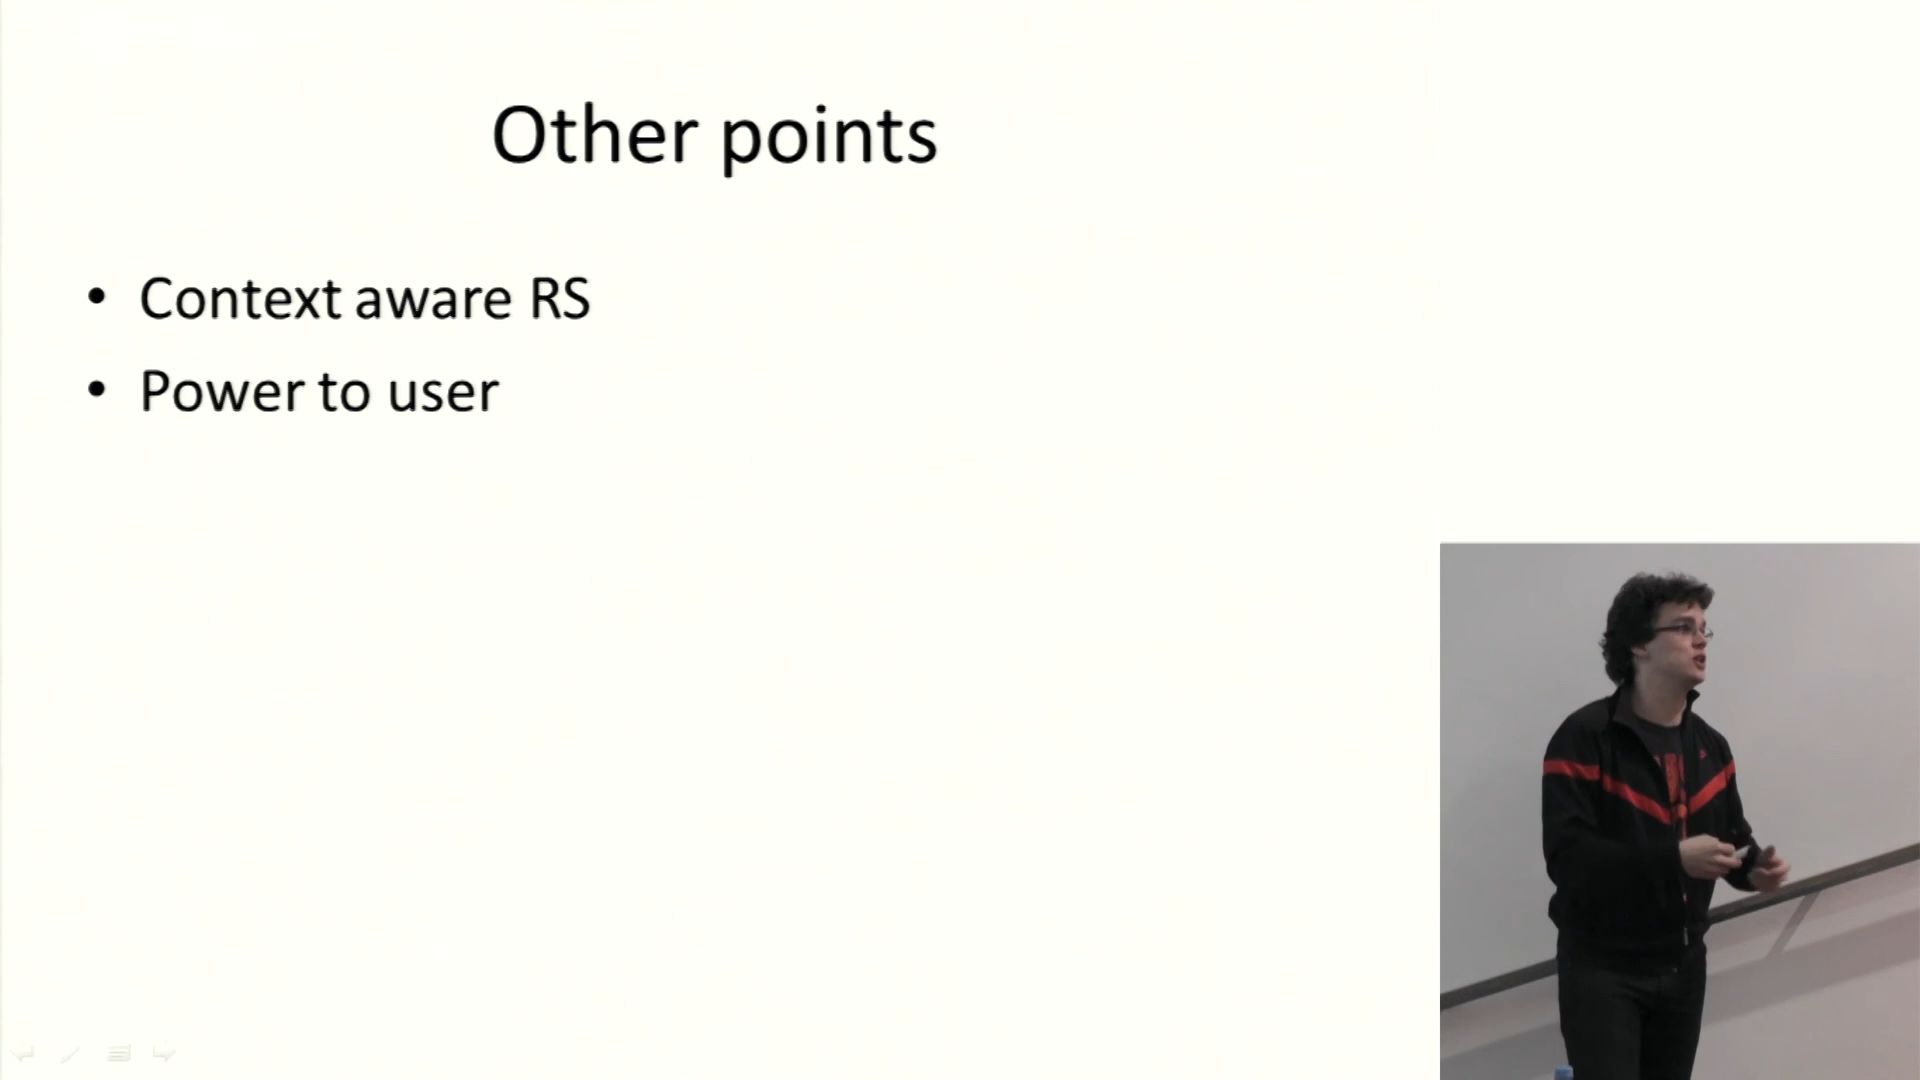 Other points
• Context aware RS
• Power to user